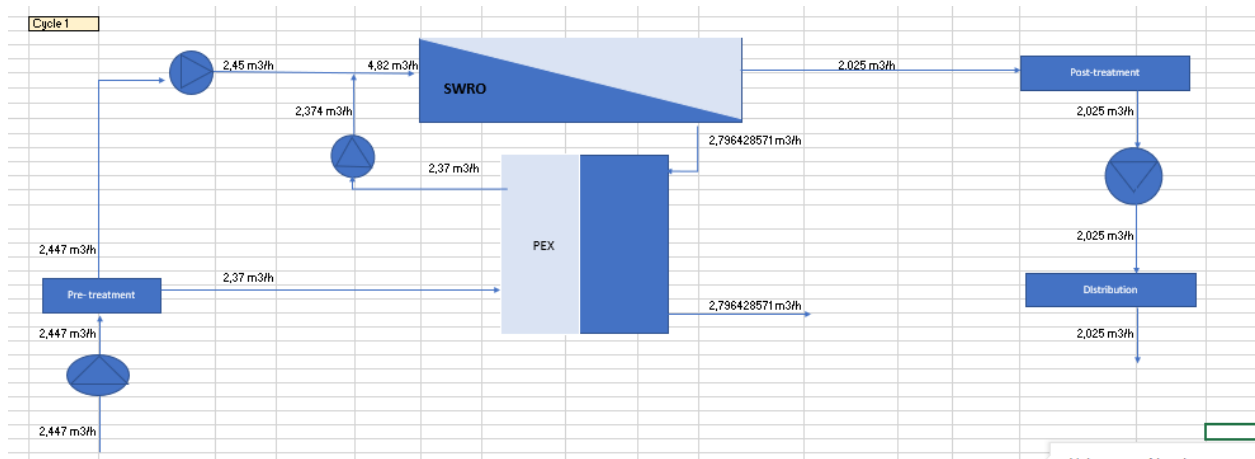 Cycle 1
2,45 m3/h
4,82 m3/h
2.025 m3/h
Post-treatment
SWRO
2,374 m3/h
2,025 m3/h
2,796428571 m3/h
2,37 m3/h
2,025 m3/h
PEX
2,447 m3/h
2,37 m3/h
Pre- treatment
Distribution
2,796428571 m3/h
2,447 m3/h
2,025 m3/h
2,447 m3/h